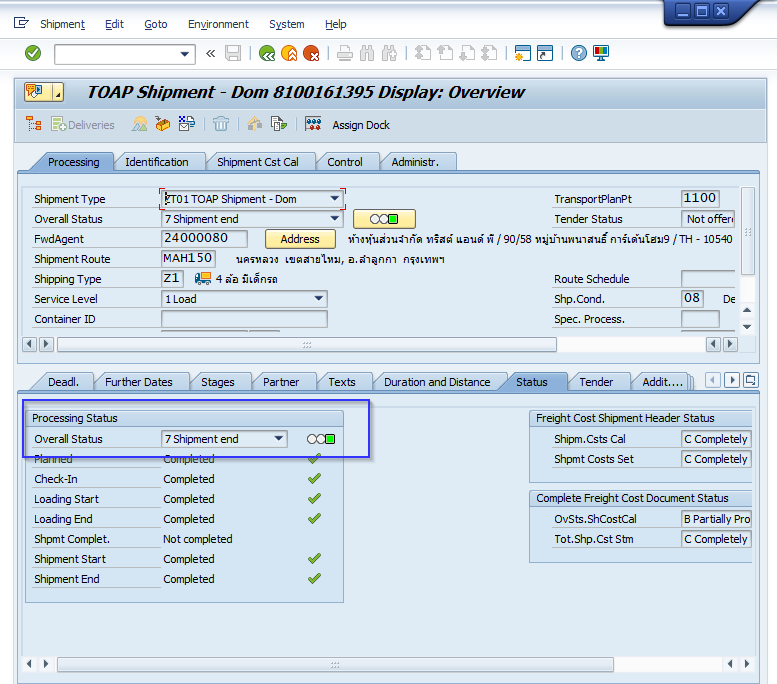 Shipment Edit Goto Environment System Help
TOAP Shipment - Dom 8100161395 Display: Overview
Deliveries Assign Dock
Processing Identification Shipment Cst Cal Control Administr.
Shipment Type ZT01 TOAP Shipment - Dom TransportPlanPt 1100
Overall Status 7 Shipment end Tender Status Not offere
FwdAgent 24000080 Address ห้างหุ้นส่วนจำกัด ทริสต์ แอนด์ พี / 90/58 หมู่บ้านพนาสนธิ์ การ์เด้นโฮม9 / TH - 10540
Shipment Route MAH150 นครหลวง เขตสายไหม, อ.ลำลูกกา กรุงเทพฯ
Shipping Type Z1 4 ล้อ มิเด็กรถ Route Schedule
Service Level 1 Load Shp.Cond. 08 De
Container ID Spec. Process.
Deadl. Further Dates Stages Partner Texts Duration and Distance Status Tender Addit....
Processing Status Freight Cost Shipment Header Status
Overall Status 7 Shipment end Shipm.Csts Cal C Completely
Planned Completed Shpmt Costs Set C Completely
Check-In Completed
Loading Start Completed Complete Freight Cost Document Status
Loading End Completed OvSts.ShCostCal B Partially Pro
Shpmt Complet. Not completed Tot.Shp.Cst Stm C Completely
Shipment Start Completed
Shipment End Completed